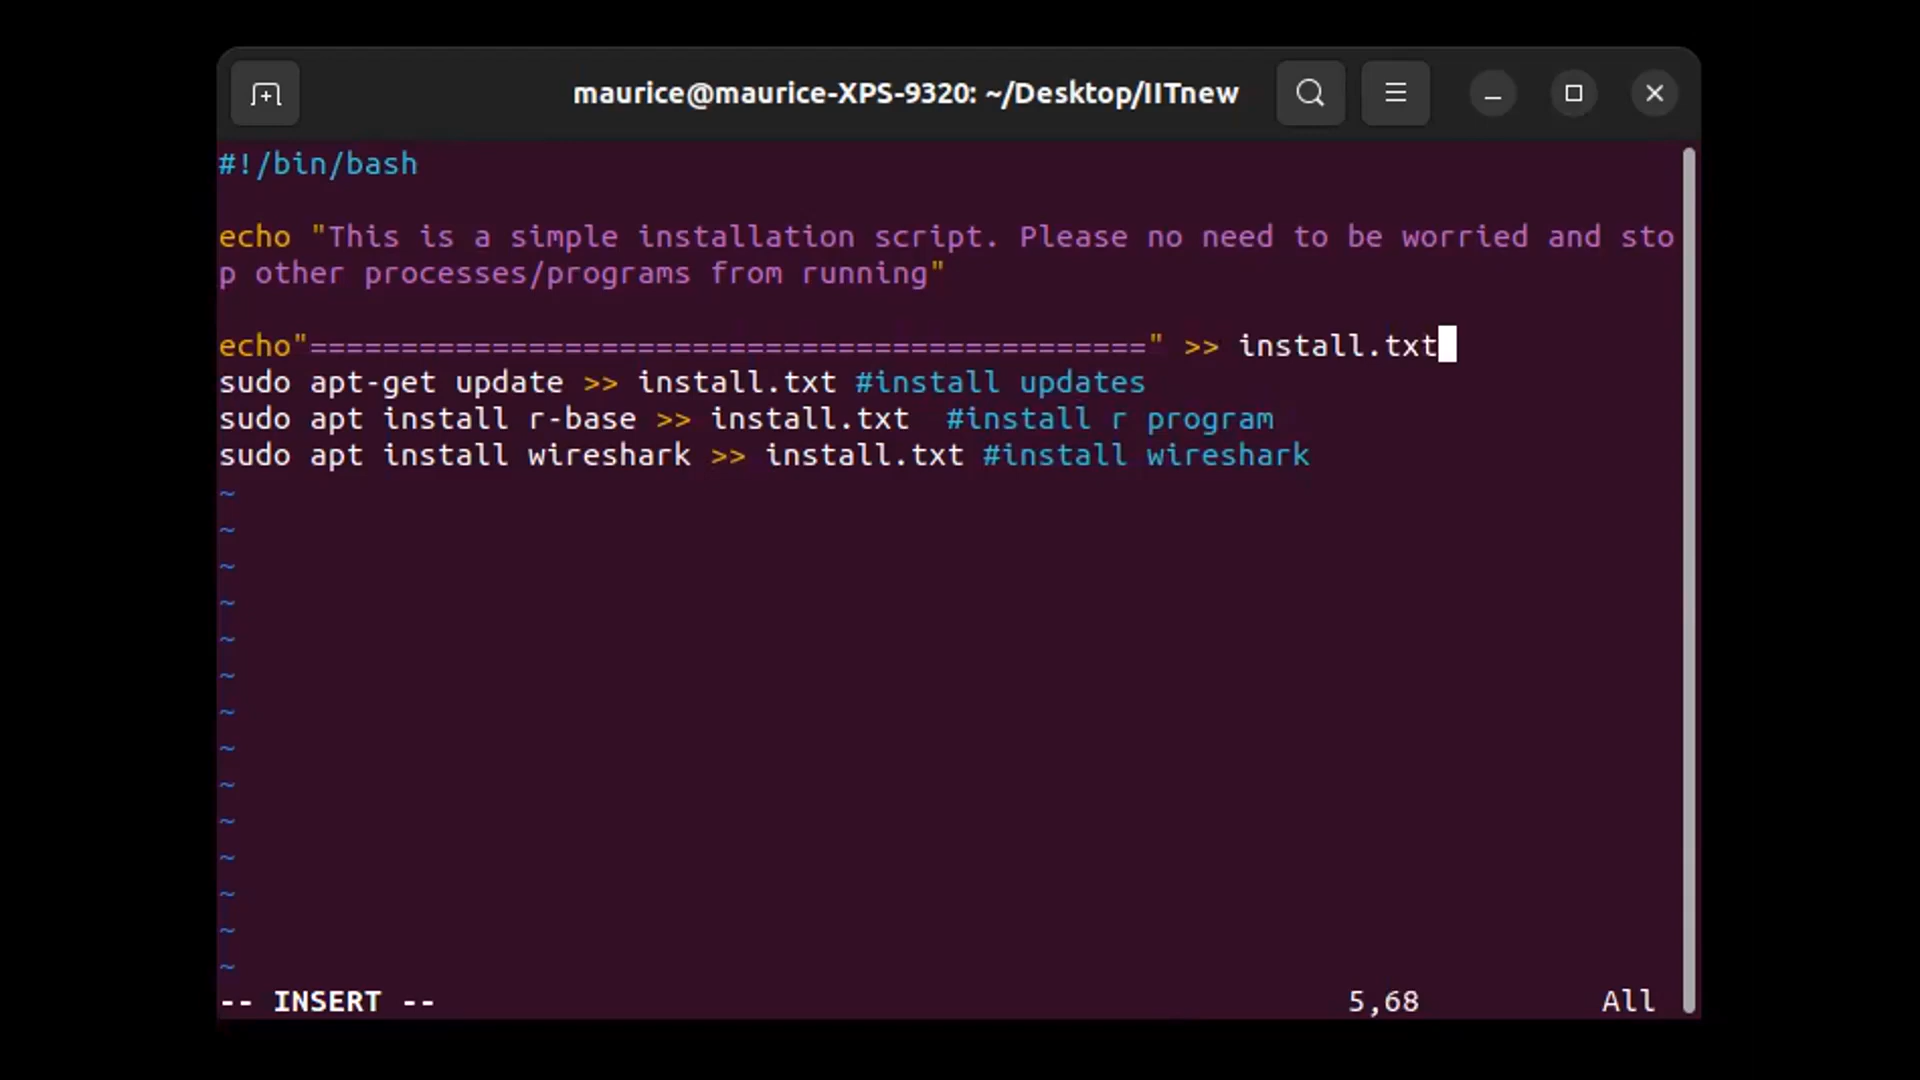 maurice@maurice-XPS-9320: ~/Desktop/IITnew
#!/bin/bash
echo "This is a simple installation script. Please no need to be worried and sto
p other processes/programs from running"
echo"==============================================" >> install.txt
sudo apt-get update >> install.txt #install updates
sudo apt install r-base >> install.txt  #install r program
sudo apt install wireshark >> install.txt #install wireshark
~
~
~
~
~
~
~
~
~
~
~
~
~
~
-- INSERT -- 5,68 All